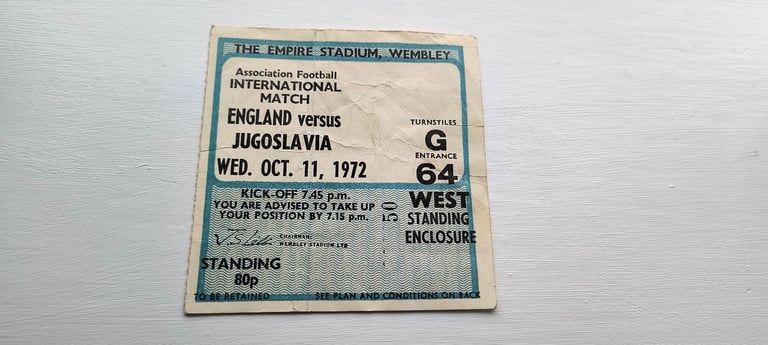 THE EMPIRE STADIUM, WEMBLEY
Association Football
INTERNATIONAL
MATCH
ENGLAND versus
JUGOSLAVIA
WED. OCT. 11, 1972
TURNSTILES
G
ENTRANCE
64
WEST
STANDING
ENCLOSURE
KICK-OFF 7.45 p.m.
YOU ARE ADVISED TO TAKE UP
YOUR POSITION BY 7.15 p.m.
CHAIRMAN:
WEMBLEY STADIUM LTD
STANDING
80p
TO BE RETAINED
SEE PLAN AND CONDITIONS ON BACK